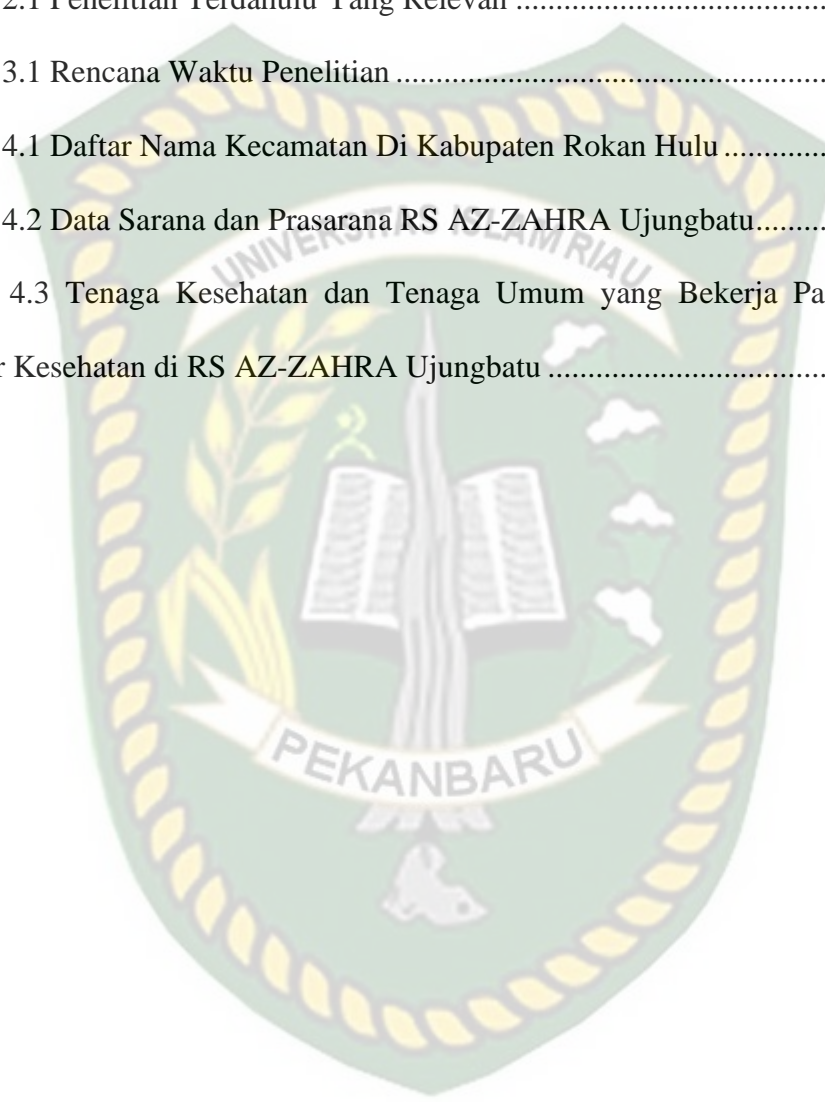 2.1 Penelitian Terdahulu Yang Relevan ....................................
3.1 Rencana Waktu Penelitian ....................................................
4.1 Daftar Nama Kecamatan Di Kabupaten Rokan Hulu .............
4.2 Data Sarana dan Prasarana RS AZ-ZAHRA Ujungbatu.........
UNIVERSITAS ISLAM RIAU
4.3 Tenaga Kesehatan dan Tenaga Umum yang Bekerja Pa
r Kesehatan di RS AZ-ZAHRA Ujungbatu ..................................
PEKANBARU